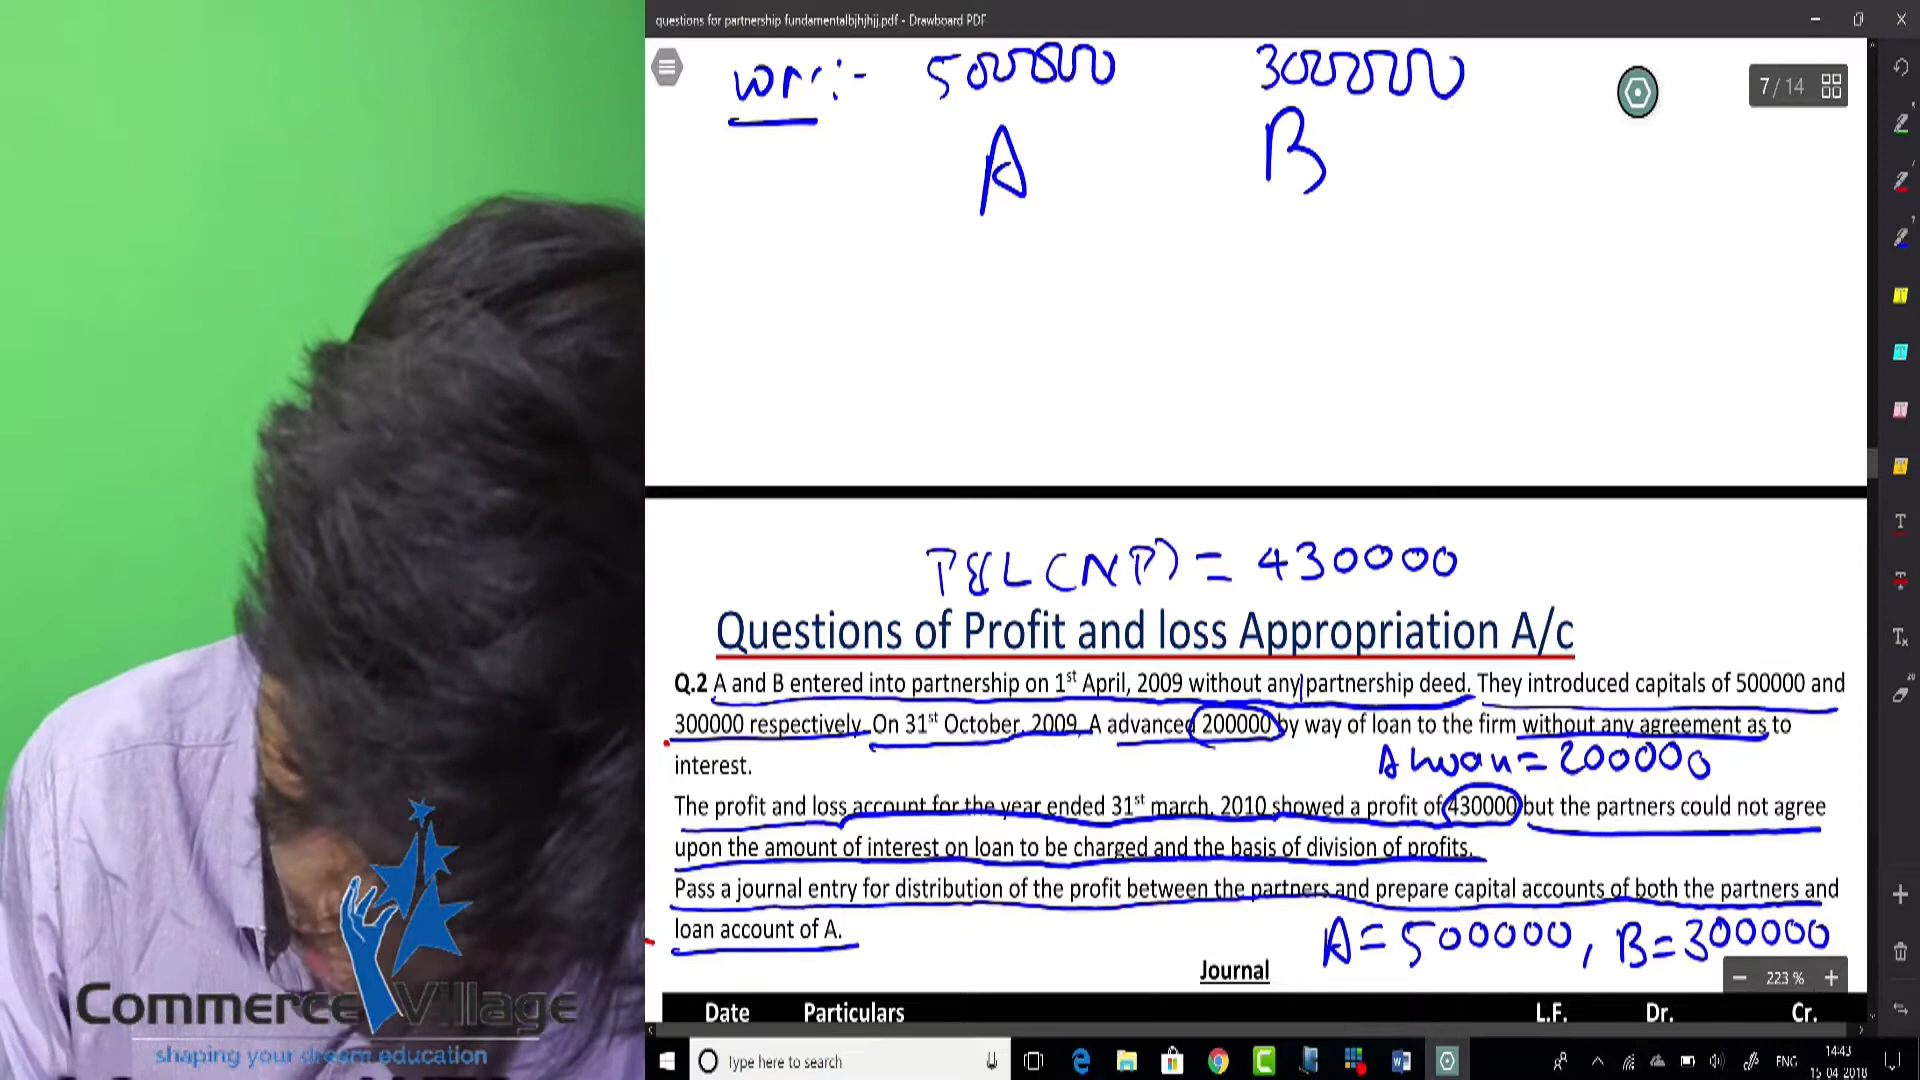 questions for partnership fundamentalbjhjhjj.pdf - Drawboard PDF
500000 300000
7 / 14
A B
P&L (NP) = 430000
Questions of Profit and loss Appropriation A/c
Q.2 A and B entered into partnership on 1st April, 2009 without any partnership deed. They introduced capitals of 500000 and
300000 respectively. On 31st October, 2009, A advanced 200000 by way of loan to the firm without any agreement as to
interest.
A Loan = 200000
The profit and loss account for the year ended 31st march, 2010 showed a profit of 430000 but the partners could not agree
upon the amount of interest on loan to be charged and the basis of division of profits.
Pass a journal entry for distribution of the profit between the partners and prepare capital accounts of both the partners and
loan account of A.
A = 500000, B = 300000
Journal
223 %
Date Particulars L.F. Dr. Cr.
Commerce Village
shaping your dream education
Type here to search
ENG
14:43
15-04-2018